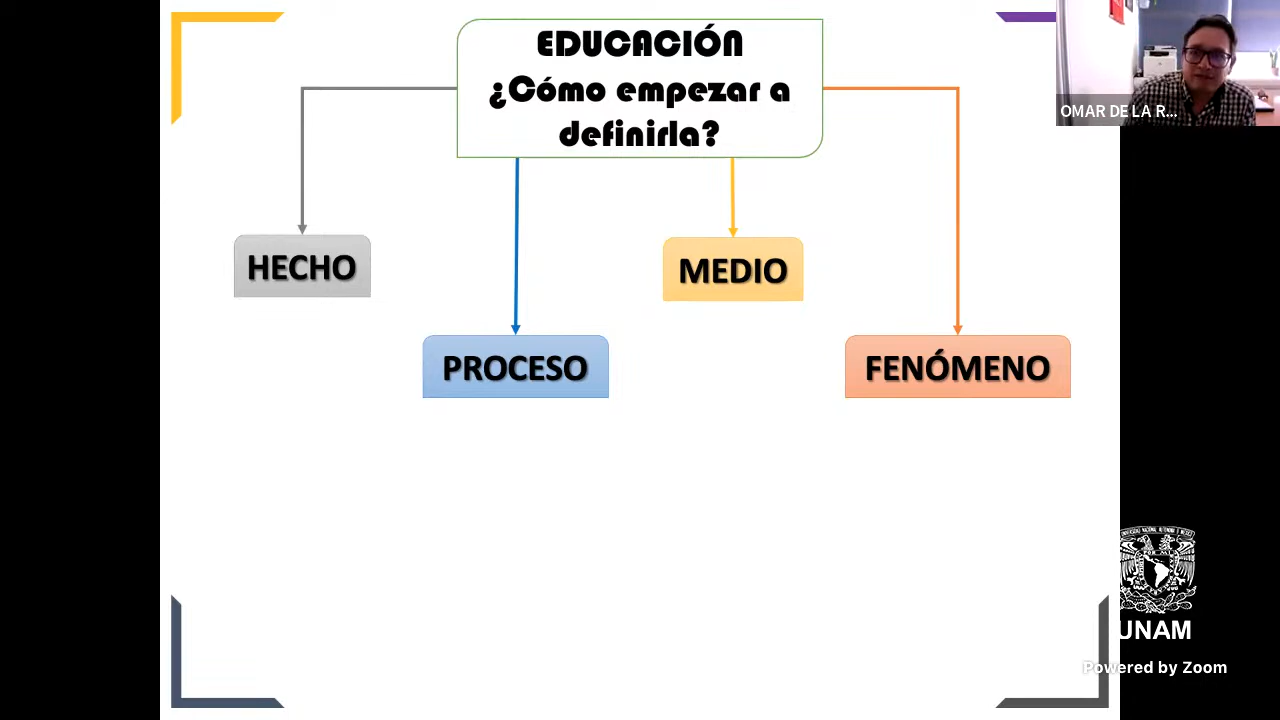 EDUCACIÓN
¿Cómo empezar a
definirla?
OMAR DE LA R...
HECHO
MEDIO
PROCESO
FENÓMENO
UNAM
Powered by Zoom